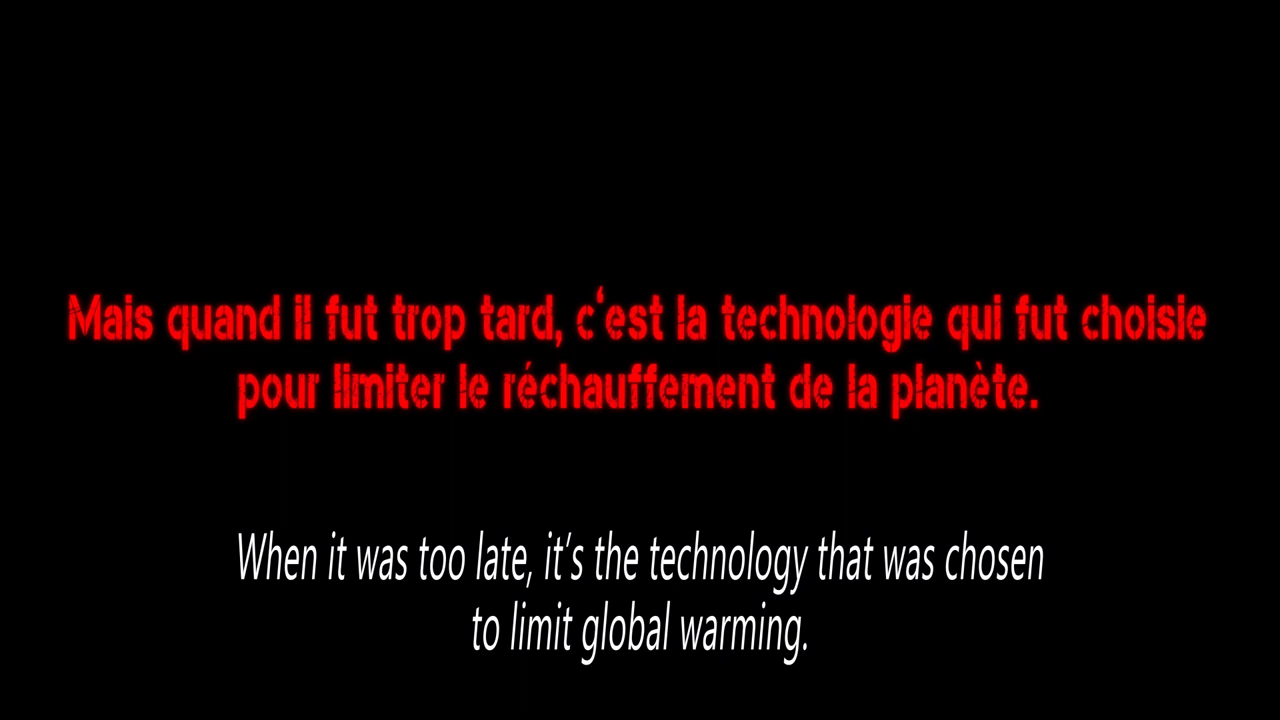 Mais quand il fut trop tard, c'est la technologie qui fut choisie
pour limiter le réchauffement de la planète.
When it was too late, it's the technology that was chosen
to limit global warming.